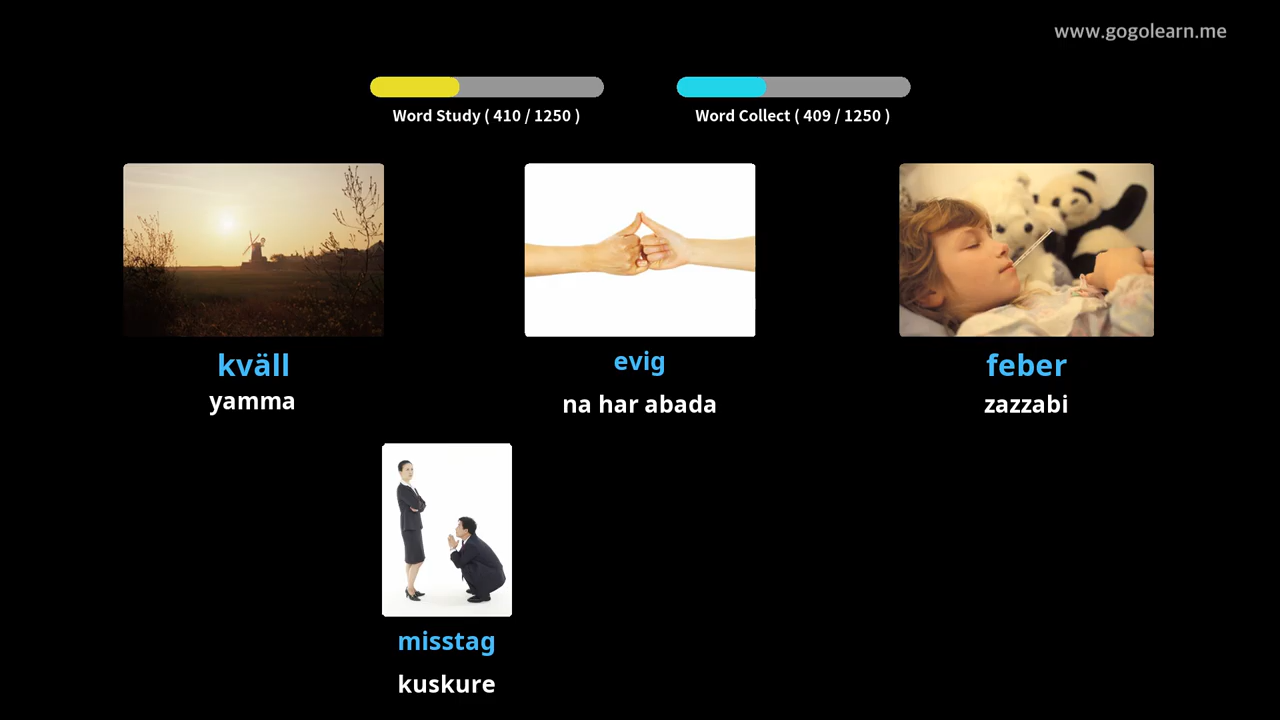 www.gogolearn.me
Word Study ( 410 / 1250 )
Word Collect ( 409 / 1250 )
kväll
yamma
evig
na har abada
feber
zazzabi
misstag
kuskure